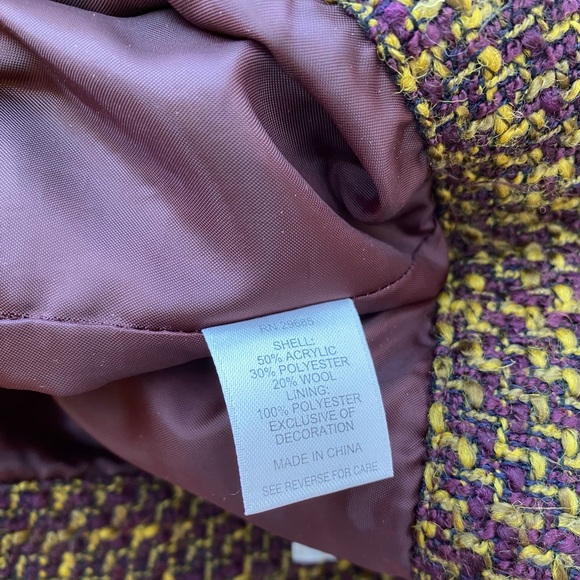 RN 29685
SHELL:
50% ACRYLIC
30% POLYESTER
20% WOOL
LINING:
100% POLYESTER
EXCLUSIVE OF
DECORATION
MADE IN CHINA
SEE REVERSE FOR CARE